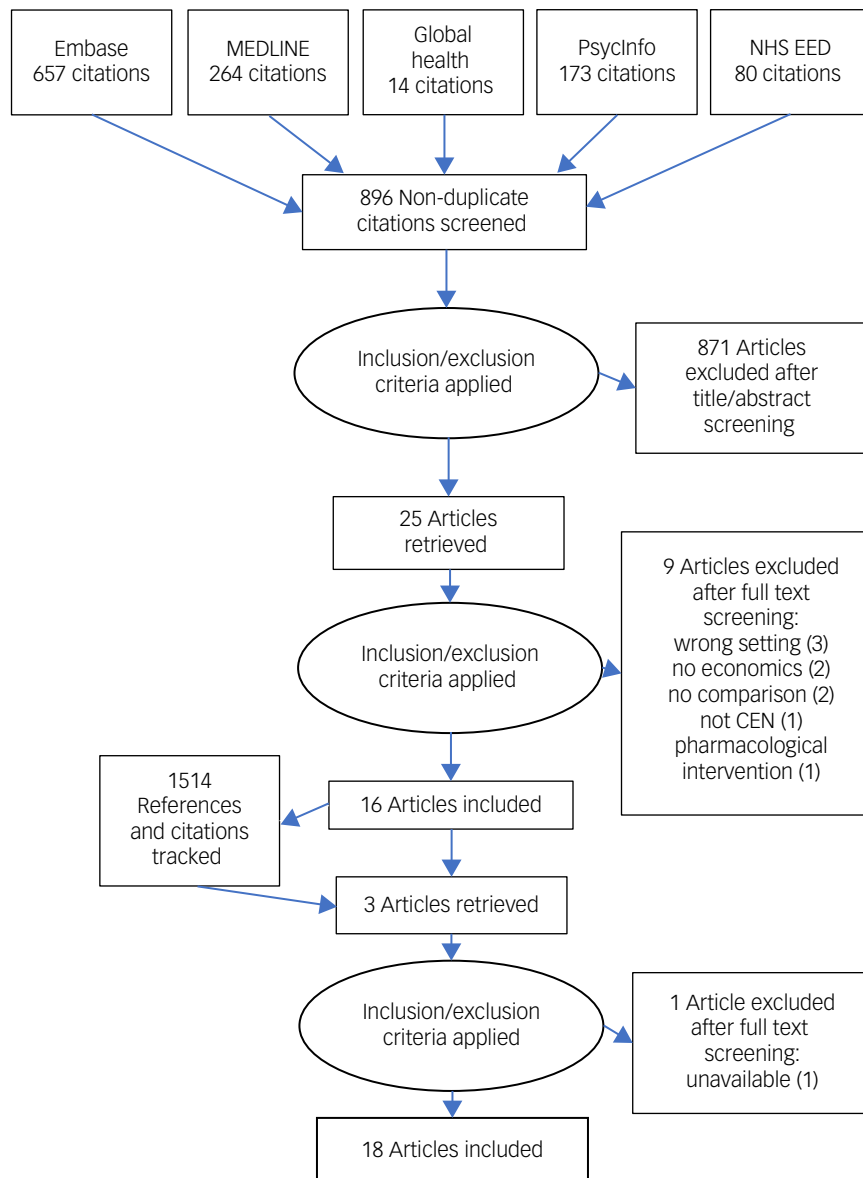 Embase
657 citations
MEDLINE
264 citations
Global
health
14 citations
PsycInfo
173 citations
NHS EED
80 citations
896 Non-duplicate
citations screened
Inclusion/exclusion
criteria applied
871 Articles
excluded after
title/abstract
screening
25 Articles
retrieved
9 Articles excluded
after full text
screening:
wrong setting (3)
no economics (2)
no comparison (2)
not CEN (1)
pharmacological
intervention (1)
Inclusion/exclusion
criteria applied
16 Articles included
1514
References
and citations
tracked
3 Articles retrieved
Inclusion/exclusion
criteria applied
1 Article excluded
after full text
screening:
unavailable (1)
18 Articles included